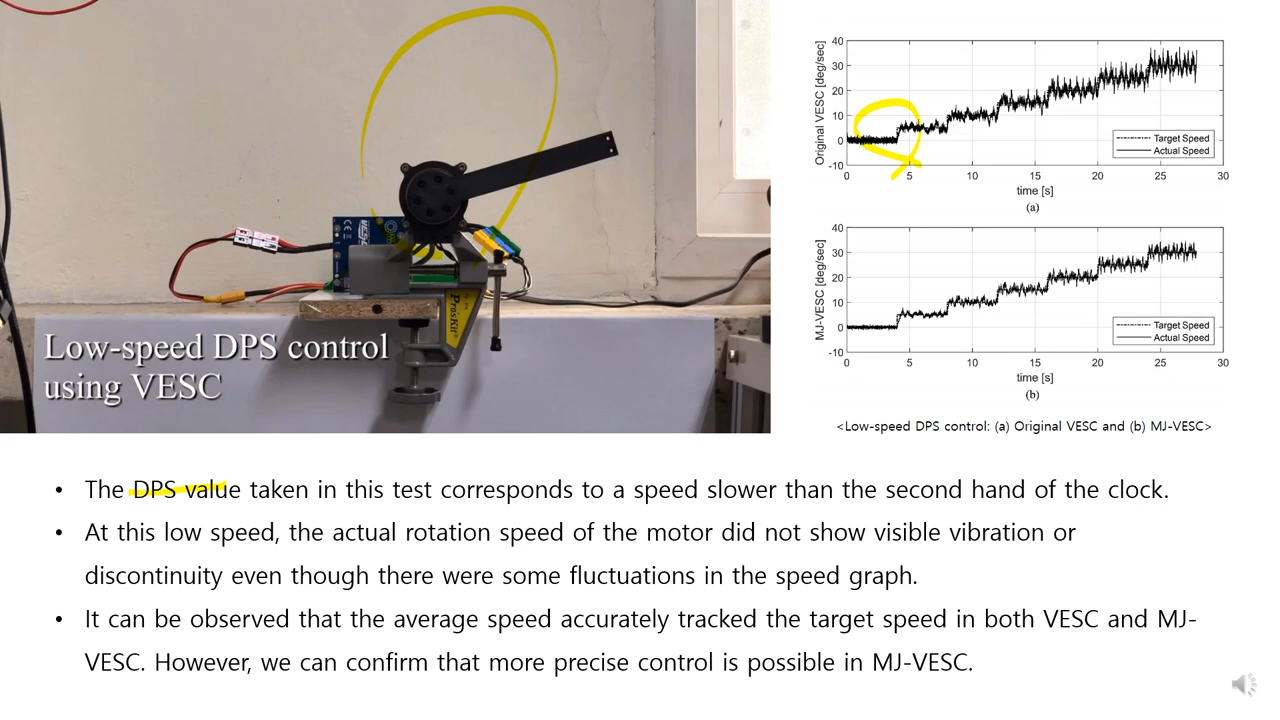 Low-speed DPS control
using VESC
Original VESC [deg/sec]
40
30
20
10
0
-10
0
5
10
15
20
25
30
Target Speed
Actual Speed
time [s]
(a)
MJ-VESC [deg/sec]
40
30
20
10
0
-10
0
5
10
15
20
25
30
Target Speed
Actual Speed
time [s]
(b)
<Low-speed DPS control: (a) Original VESC and (b) MJ-VESC>
• The DPS value taken in this test corresponds to a speed slower than the second hand of the clock.
• At this low speed, the actual rotation speed of the motor did not show visible vibration or
discontinuity even though there were some fluctuations in the speed graph.
• It can be observed that the average speed accurately tracked the target speed in both VESC and MJ-
VESC. However, we can confirm that more precise control is possible in MJ-VESC.
Pro'sKit